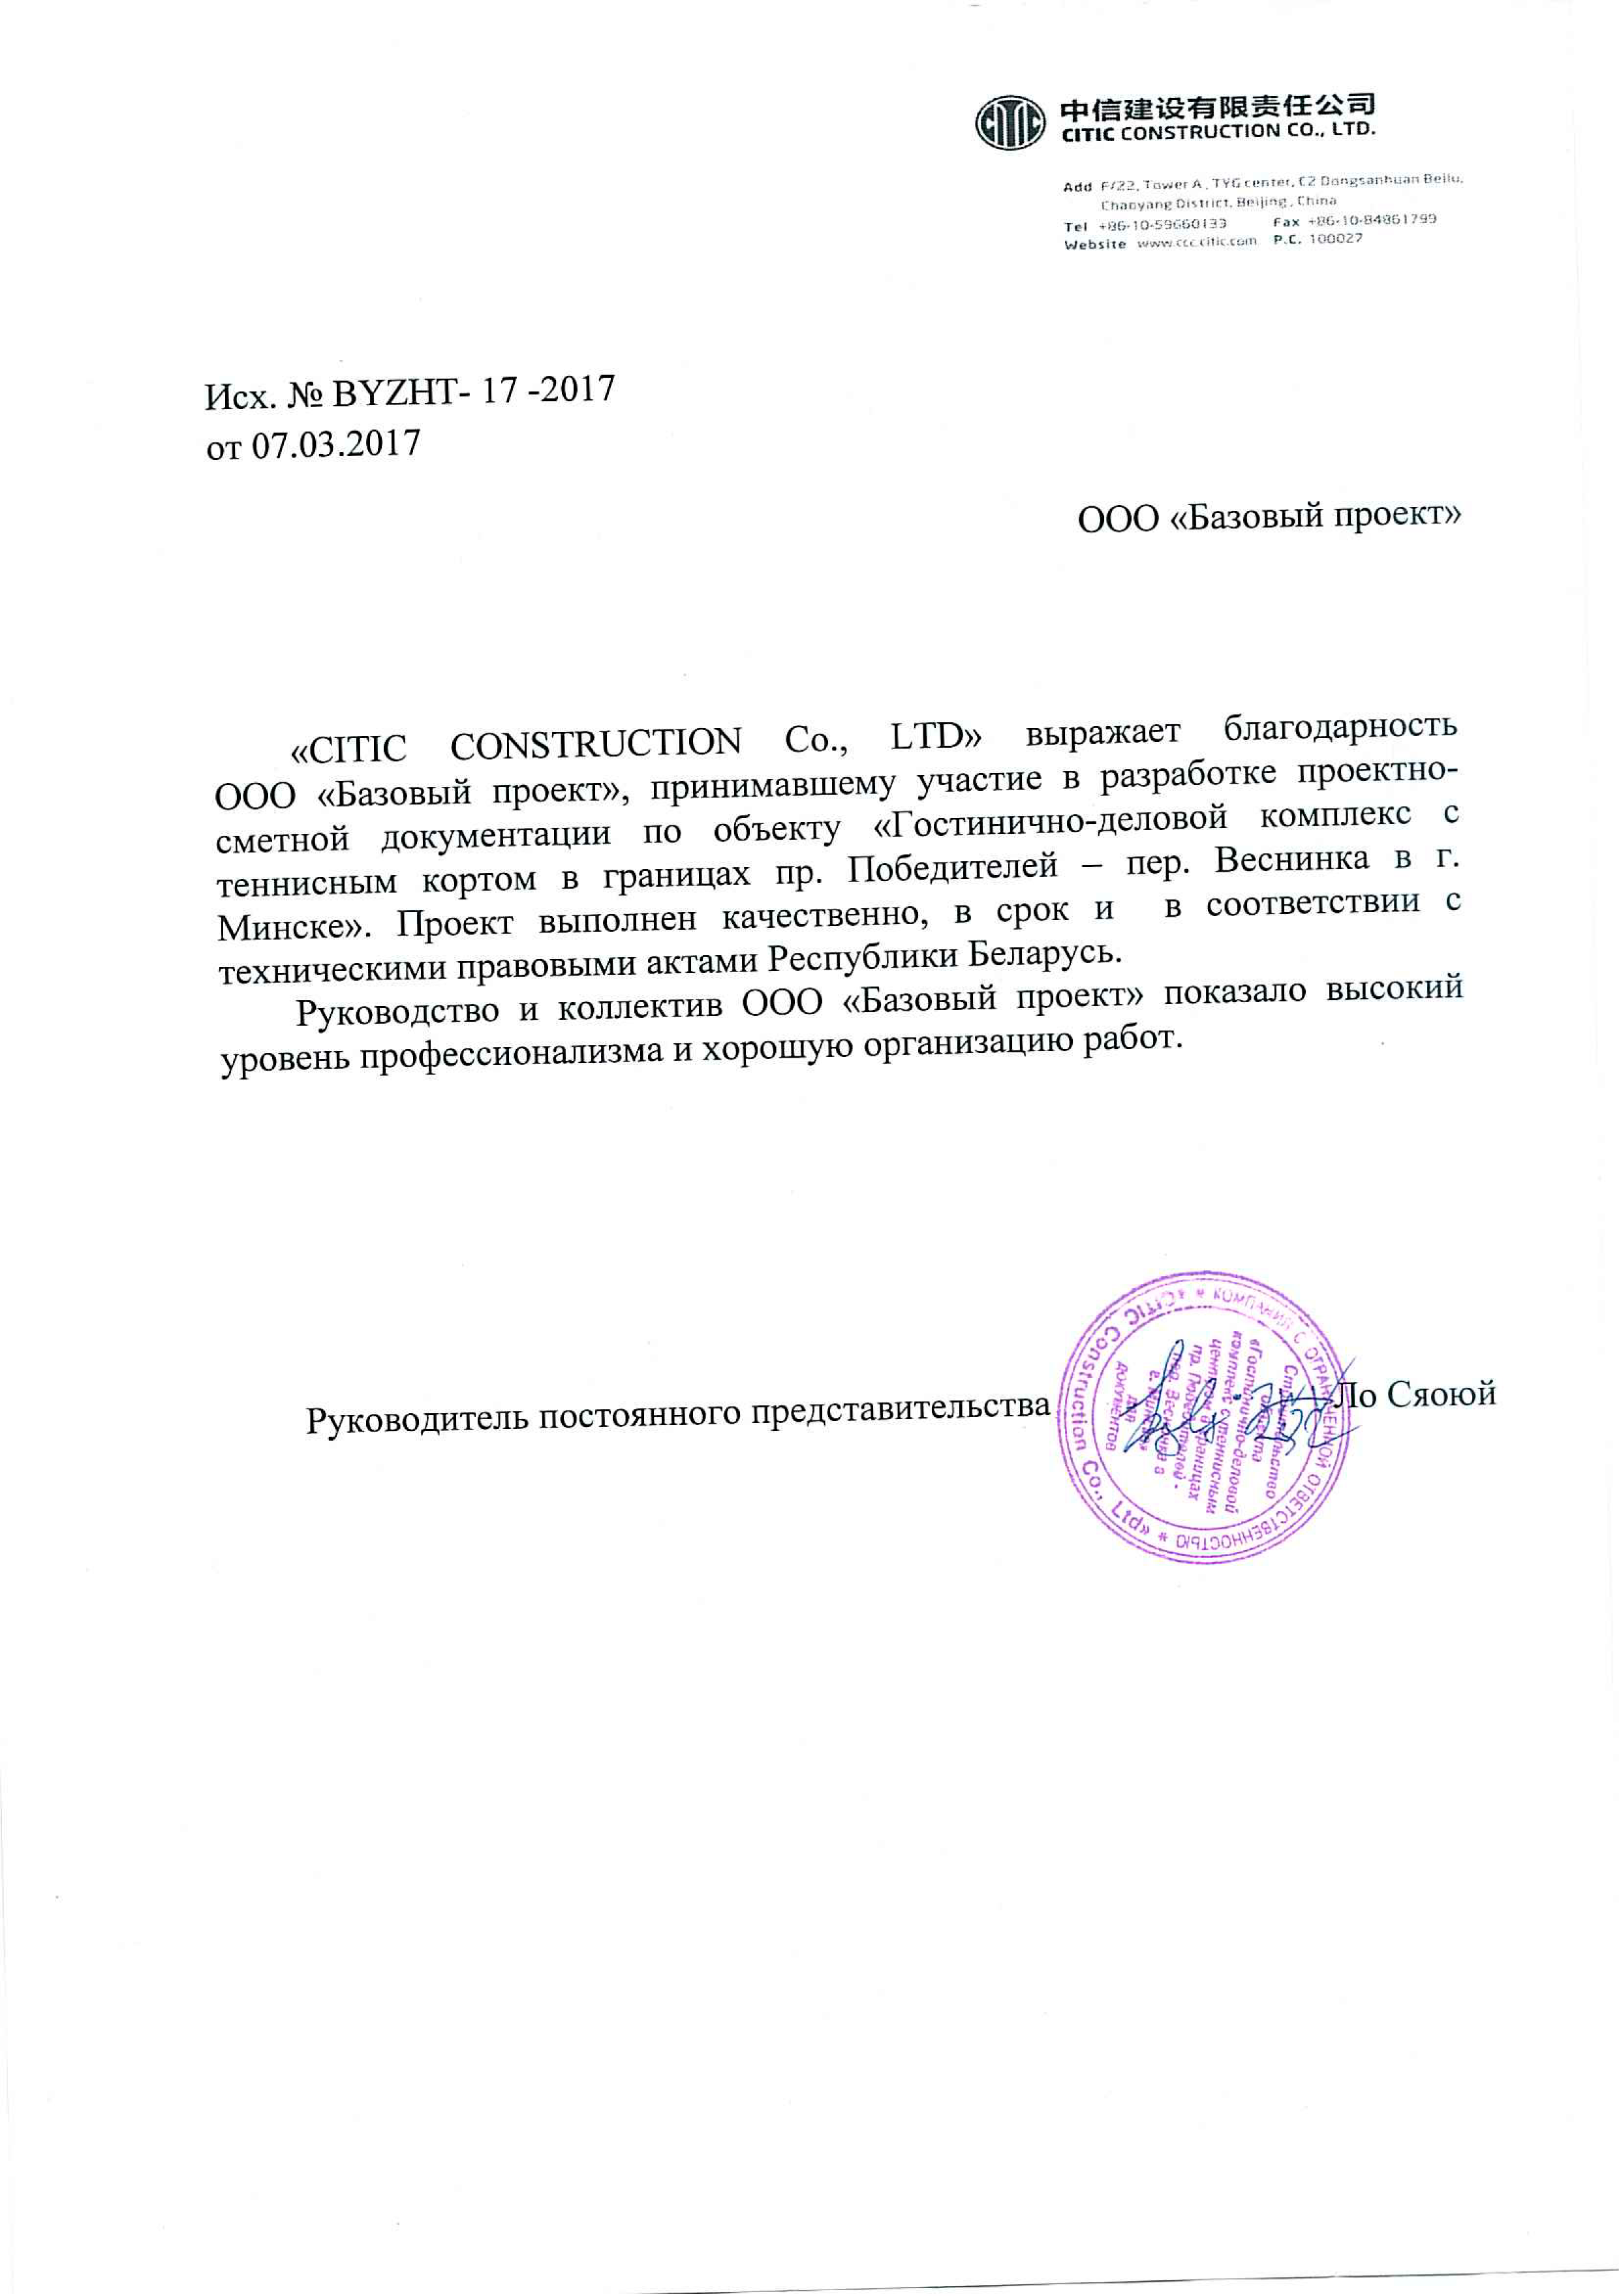 CITIC
中信建设有限责任公司
CITIC CONSTRUCTION CO., LTD.
Add F/22, Tower A, TYG center, C2 Dongsanhuan Beilu,
Chaoyang District, Beijing, China
Tel +86-10-59660133 Fax +86-10-84861799
Website www.ccc.citic.com P.C. 100027
Исх. № BYZHT- 17 -2017
от 07.03.2017
ООО «Базовый проект»
«CITIC CONSTRUCTION Co., LTD» выражает благодарность
ООО «Базовый проект», принимавшему участие в разработке проектно-
сметной документации по объекту «Гостинично-деловой комплекс с
теннисным кортом в границах пр. Победителей – пер. Веснинка в г.
Минске». Проект выполнен качественно, в срок и в соответствии с
техническими правовыми актами Республики Беларусь.
Руководство и коллектив ООО «Базовый проект» показало высокий
уровень профессионализма и хорошую организацию работ.
Руководитель постоянного представительства Ло Сяоюй
* КОМПАНИЯ С ОГРАНИЧЕННОЙ ОТВЕТСТВЕННОСТЬЮ *
«CITIC Construction Co., Ltd»
Строительство
объекта
«Гостинично-деловой
комплекс с теннисным
границах
пр. Победителей -
пер. Веснинка в
для
документов